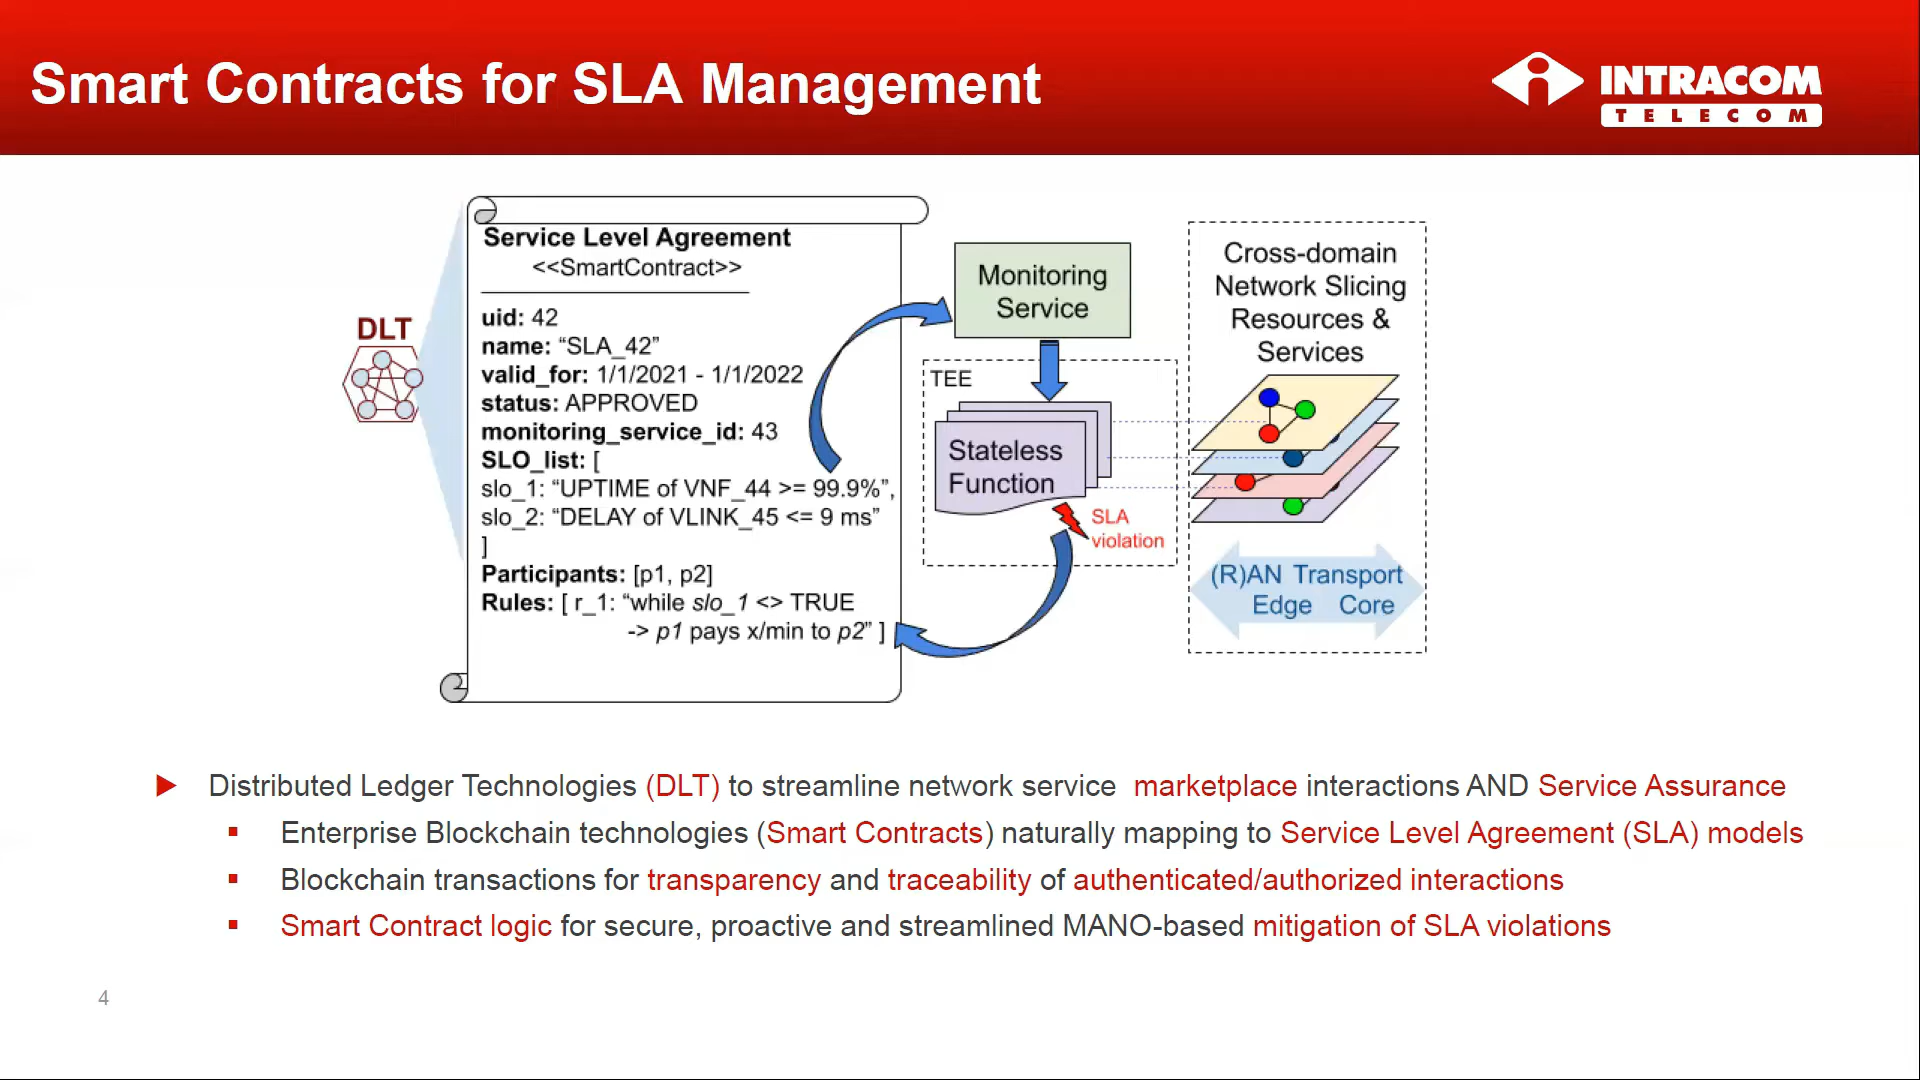 Smart Contracts for SLA Management
INTRACOM
TELECOM
Service Level Agreement
<<SmartContract>>
uid: 42
name: “SLA_42”
valid_for: 1/1/2021 - 1/1/2022
status: APPROVED
monitoring_service_id: 43
SLO_list: [
slo_1: “UPTIME of VNF_44 >= 99.9%”,
slo_2: “DELAY of VLINK_45 <= 9 ms”
]
Participants: [p1, p2]
Rules: [ r_1: “while slo_1 <> TRUE
-> p1 pays x/min to p2” ]
DLT
Monitoring
Service
TEE
Stateless
Function
SLA
violation
Cross-domain
Network Slicing
Resources &
Services
(R)AN Transport
Edge Core
Distributed Ledger Technologies (DLT) to streamline network service marketplace interactions AND Service Assurance
Enterprise Blockchain technologies (Smart Contracts) naturally mapping to Service Level Agreement (SLA) models
Blockchain transactions for transparency and traceability of authenticated/authorized interactions
Smart Contract logic for secure, proactive and streamlined MANO-based mitigation of SLA violations
4